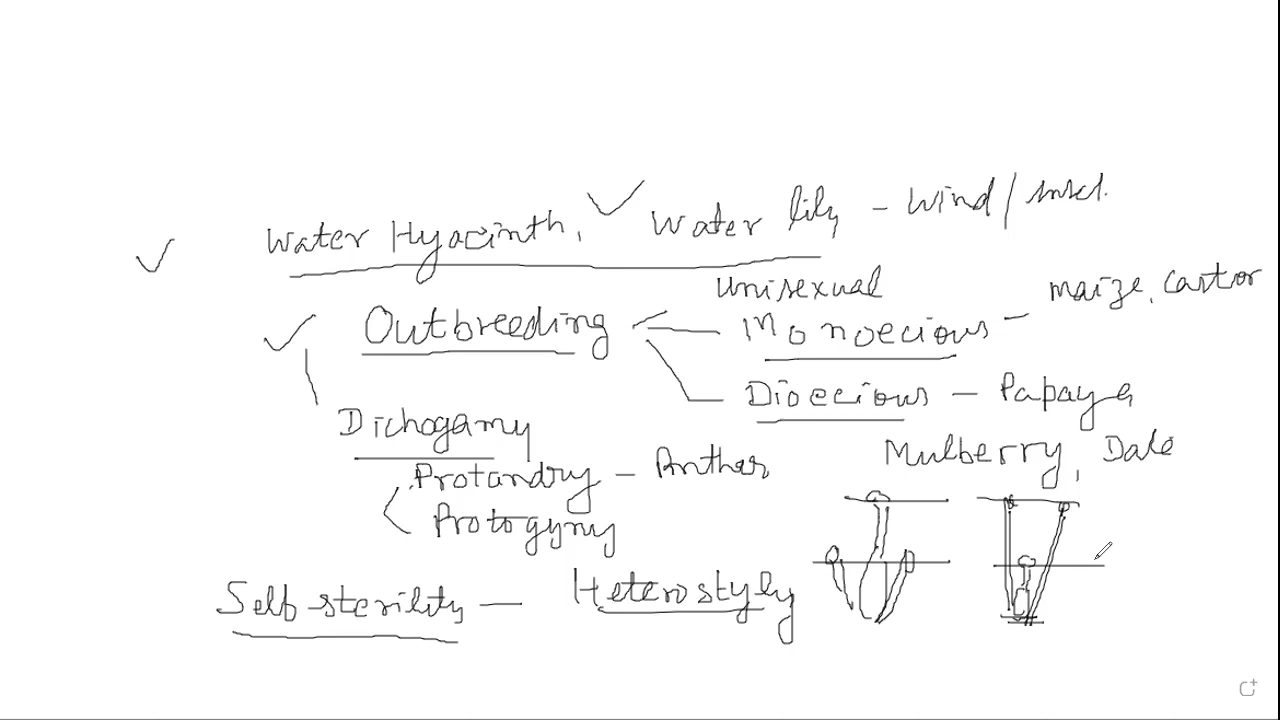 Water Hyacinth, Water lily - Wind / Insct.
Unisexual
Outbreeding Monoecious - maize, Castor
Dioecious - Papaya,
Mulberry, Date
Dichogamy
Protandry - Anther
Protogyny
Self sterility - Heterostyly